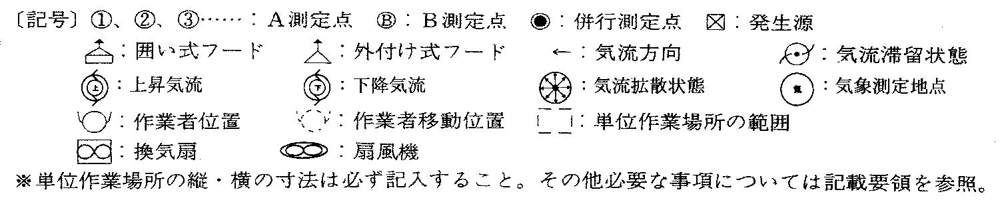 〔記号〕①、②、③……：A測定点　Ⓑ：B測定点　◉：併行測定点　⊠：発生源
：囲い式フード　：外付け式フード　←：気流方向　：気流滞留状態
上：上昇気流　下：下降気流　：気流拡散状態　気：気象測定地点
：作業者位置　：作業者移動位置　：単位作業場所の範囲
：換気扇　：扇風機
※単位作業場所の縦・横の寸法は必ず記入すること。その他必要な事項については記載要領を参照。